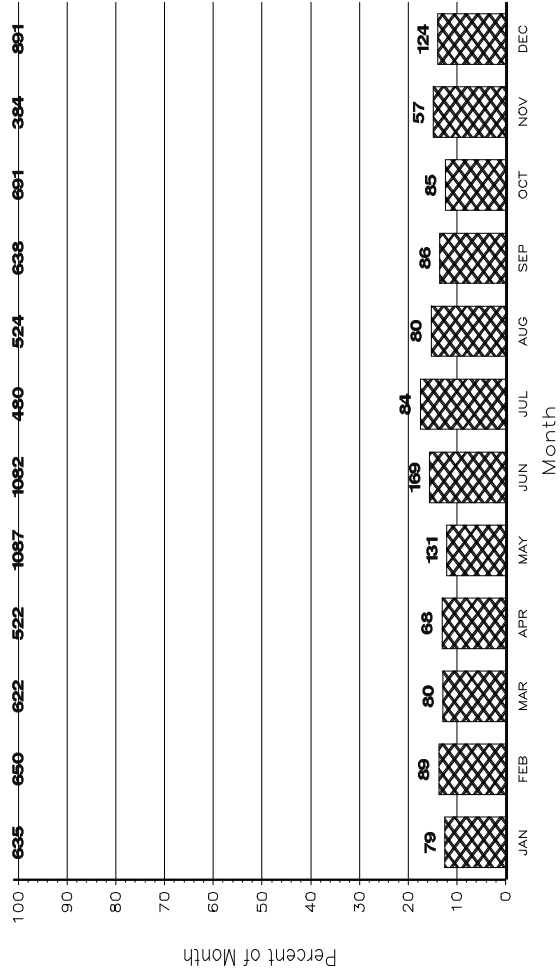 635 650 622 522 1087 1082 480 524 638 691 384 891
100
90
80
70
60
50
40
30
20
10
0
Percent of Month
79 89 80 68 131 169 84 80 86 85 57 124
JAN FEB MAR APR MAY JUN JUL AUG SEP OCT NOV DEC
Month